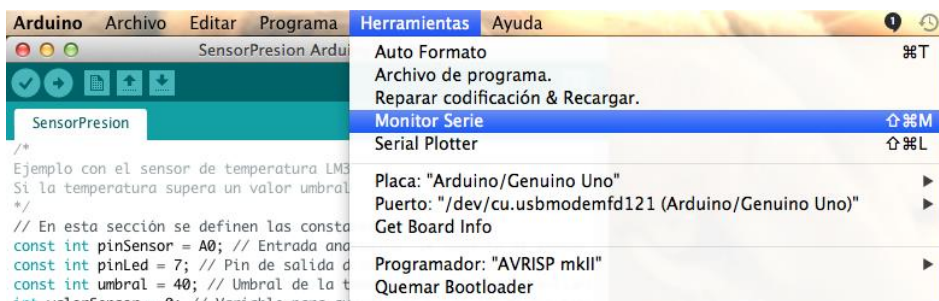 Arduino Archivo Editar Programa Herramientas Ayuda
SensorPresion Ardui
Auto Formato ⌘T
Archivo de programa.
Reparar codificación & Recargar.
Monitor Serie ⇧⌘M
Serial Plotter ⇧⌘L
Placa: "Arduino/Genuino Uno"
Puerto: "/dev/cu.usbmodemfd121 (Arduino/Genuino Uno)"
Get Board Info
Programador: "AVRISP mkII"
Quemar Bootloader
SensorPresion
/*
Ejemplo con el sensor de temperatura LM3
Si la temperatura supera un valor umbral
*/
// En esta sección se definen las consta
const int pinSensor = A0; // Entrada ana
const int pinLed = 7; // Pin de salida d
const int umbral = 40; // Umbral de la t